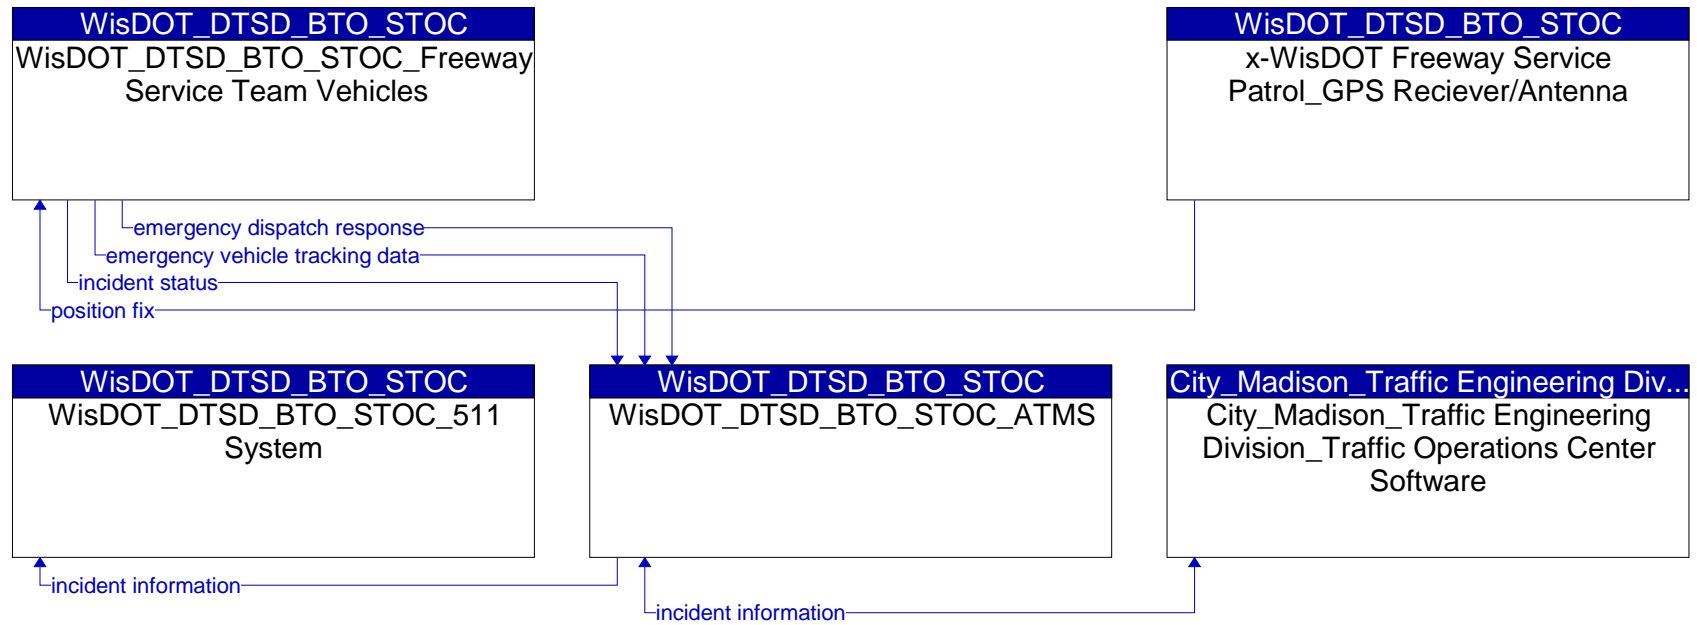 WisDOT_DTSD_BTO_STOC
WisDOT_DTSD_BTO_STOC_Freeway
Service Team Vehicles
WisDOT_DTSD_BTO_STOC
x-WisDOT Freeway Service
Patrol_GPS Reciever/Antenna
emergency dispatch response
emergency vehicle tracking data
incident status
position fix
WisDOT_DTSD_BTO_STOC
WisDOT_DTSD_BTO_STOC_511
System
WisDOT_DTSD_BTO_STOC
WisDOT_DTSD_BTO_STOC_ATMS
City_Madison_Traffic Engineering Div...
City_Madison_Traffic Engineering
Division_Traffic Operations Center
Software
incident information
incident information